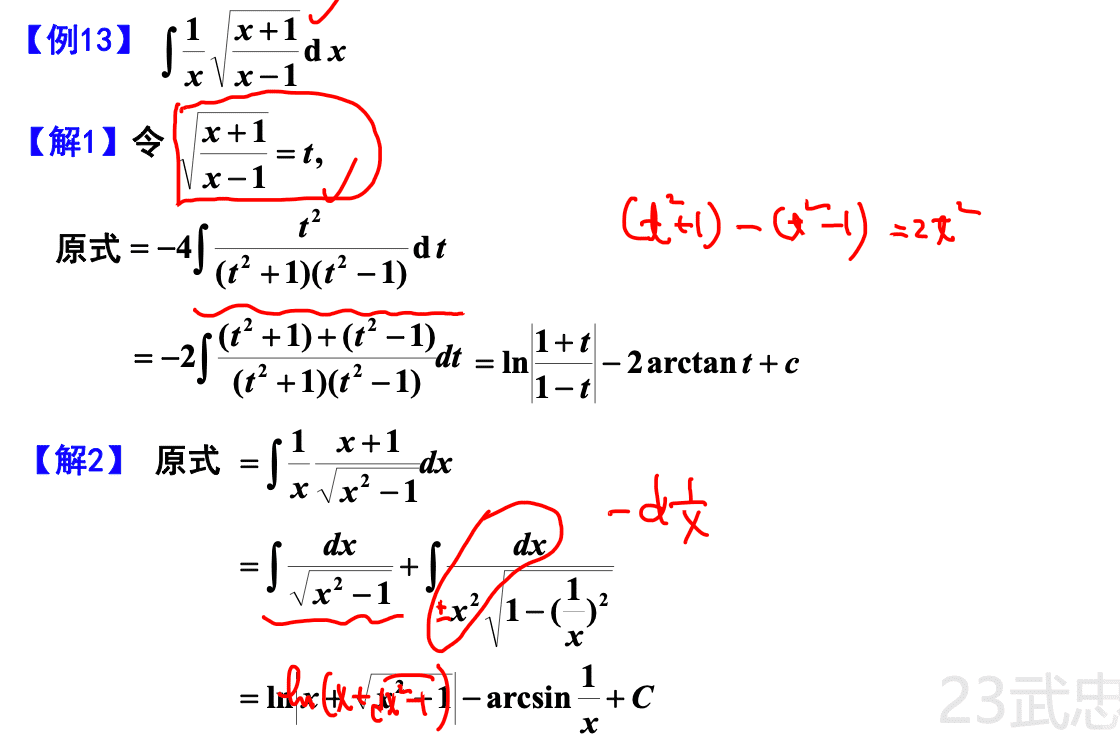 【例13】 ∫ 1/x √((x+1)/(x−1)) dx
【解1】令 √((x+1)/(x−1)) = t,
(t²+1) − (t²−1) = 2t²
原式 = −4∫ t²/((t²+1)(t²−1)) dt
= −2∫ ((t²+1)+(t²−1))/((t²+1)(t²−1)) dt = ln|(1+t)/(1−t)| − 2arctan t + c
【解2】 原式 = ∫ 1/x (x+1)/√(x²−1) dx
− d 1/x
= ∫ dx/√(x²−1) + ∫ dx/(± x²√(1−(1/x)²))
= ln|x+√(x²−1)| − arcsin 1/x + C
23武忠